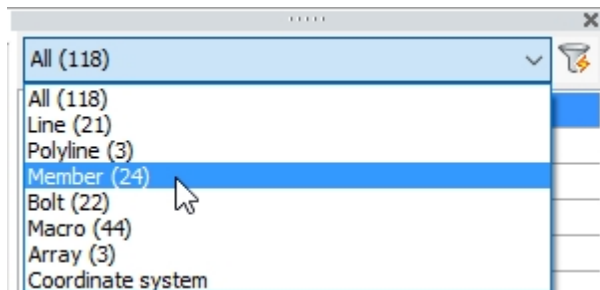 All (118)
All (118)
Line (21)
Polyline (3)
Member (24)
Bolt (22)
Macro (44)
Array (3)
Coordinate system